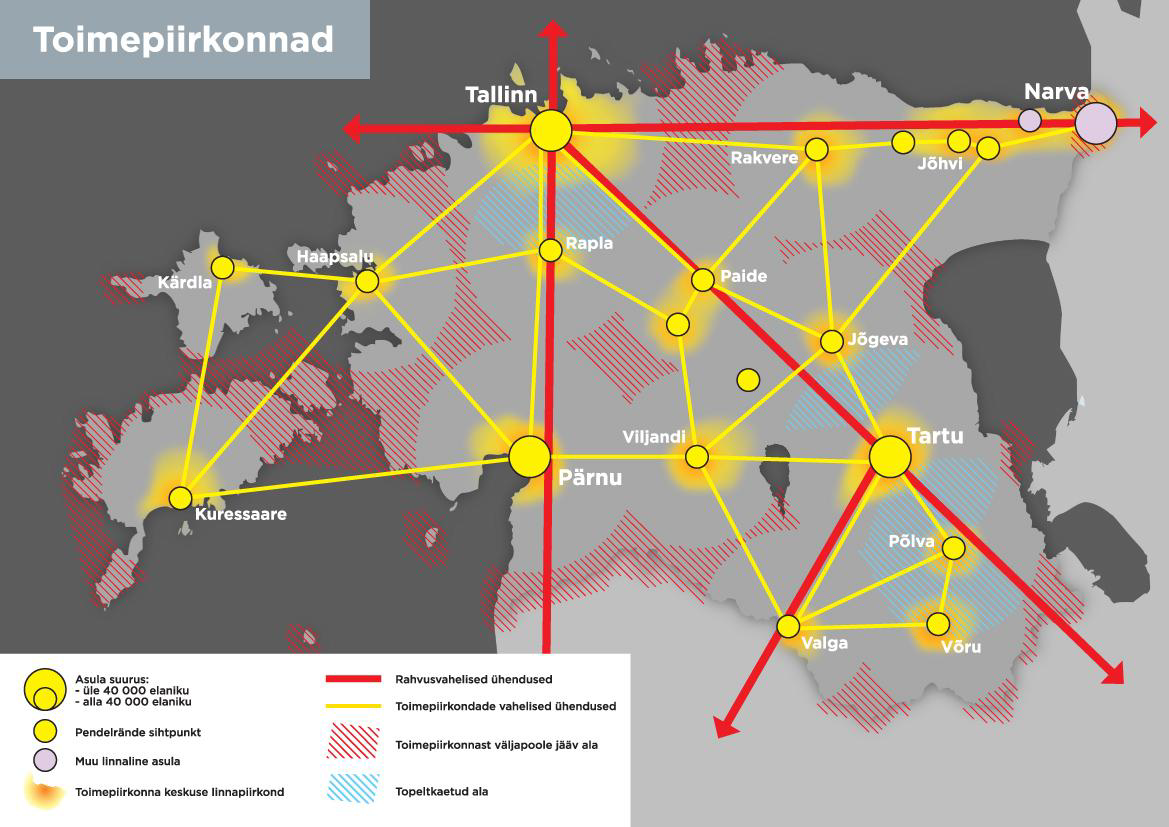 Toimepiirkonnad
Tallinn
Narva
Rakvere
Jõhvi
Rapla
Haapsalu
Kärdla
Paide
Jõgeva
Viljandi
Tartu
Pärnu
Kuressaare
Põlva
Valga
Võru
Asula suurus:
- üle 40 000 elaniku
- alla 40 000 elaniku
Pendelrände sihtpunkt
Muu linnaline asula
Toimepiirkonna keskuse linnapiirkond
Rahvusvahelised ühendused
Toimepiirkondade vahelised ühendused
Toimepiirkonnast väljapoole jääv ala
Topeltkaetud ala